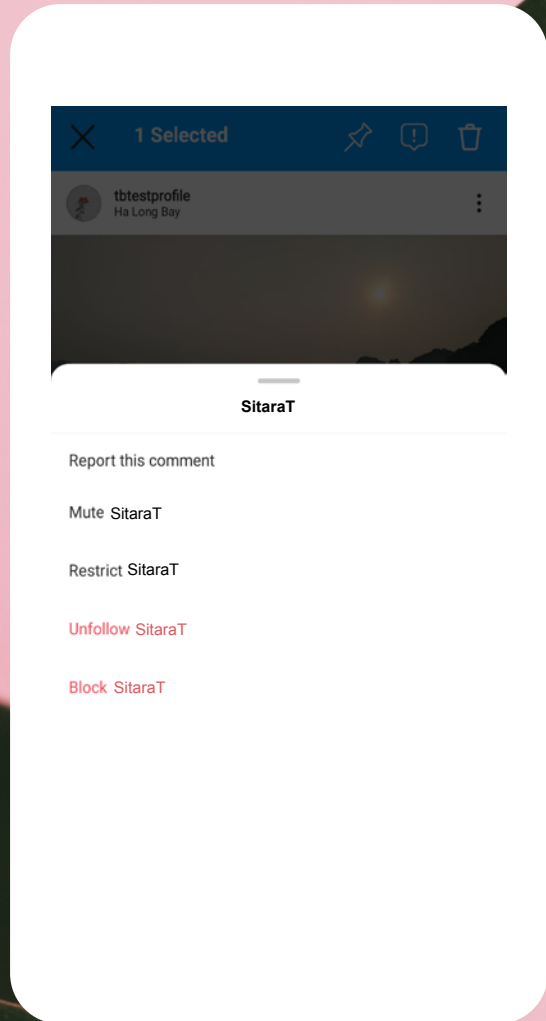 1 Selected
tbtestprofile
Ha Long Bay
SitaraT
Report this comment
Mute SitaraT
Restrict SitaraT
Unfollow SitaraT
Block SitaraT